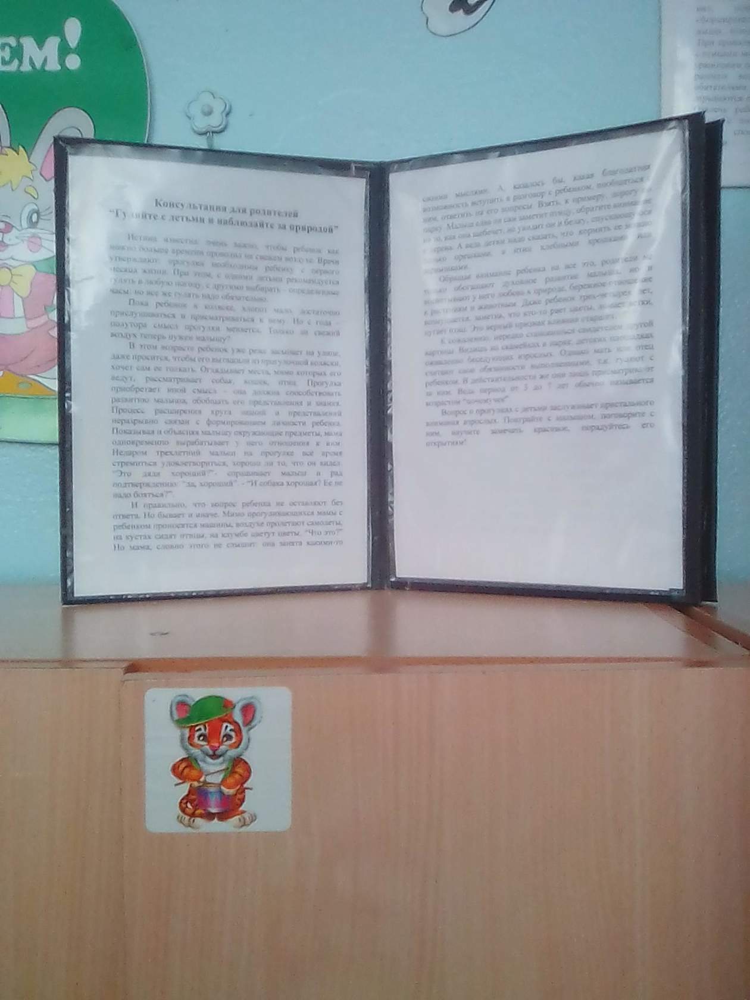 ЕМ!
Консультация для родителей
"Гуляйте с детьми и наблюдайте за природой"
Истина известна: очень важно, чтобы ребенок как
можно больше времени проводил на свежем воздухе. Врачи
утверждают: прогулки необходимы ребенку с первого
месяца жизни. При этом, с одними детьми рекомендуется
гулять в любую погоду, с другими выбирать - определенные
часы; но все же гулять надо обязательно.
Пока ребенок в коляске, хлопот мало: достаточно
прислушиваться и присматриваться к нему. Но с года -
полутора смысл прогулки меняется. Только ли свежий
воздух теперь нужен малышу?
В этом возрасте ребенок уже реже засыпает на улице,
даже просится, чтобы его вытащили из прогулочной коляски,
хочет сам ее толкать. Оглядывает места, мимо которых его
ведут, рассматривает собак, кошек, птиц. Прогулка
приобретает иной смысл - она должна способствовать
развитию малыша, обобщать его представления и знания.
Процесс расширения круга знаний и представлений
неразрывно связан с формированием личности ребенка.
Показывая и объясняя малышу окружающие предметы, мама
одновременно вырабатывает у него отношения к ним.
Недаром трехлетний малыш на прогулке всё время
стремиться удовлетвориться, хорошо ли то, что он видел.
"Это дядя хороший?"- спрашивает малыш и рад
подтверждению: "да, хороший". - "И собака хорошая? Ее не
надо бояться?".
И правильно, что вопрос ребенка не оставляют без
ответа. Но бывает и иначе. Мимо прогуливающихся мамы с
ребенком проносятся машины, воздухе пролетают самолеты,
на кустах сидят птицы, на клумбе цветут цветы. "Что это?"
Но мама, словно этого не слышит: она занята какими-то
своими мыслями. А, казалось бы, какая благодатная
возможность вступить в разговор с ребенком, пообщаться с
ним, ответить на его вопросы. Взять, к примеру, дорогу по
парку. Малыш едва ли сам заметит птицу, обратите внимание
на то, как она щебечет, но увидит он и белку, спускающуюся
с дерева. А ведь детям надо сказать, что кормить ее можно
только орешками, а птиц хлебными крошками или
зернышками.
Обращая внимание ребенка на все это, родители не
только обогащают духовное развитие малыша, но и
воспитывают у него любовь к природе, бережное отношение
к растениям и животным. Даже ребенок трех-четырех лет,
возмущается, заметив, что кто-то рвет цветы, ломает ветки,
пугает птиц. Это верный признак влияния старших.
К сожалению, нередко становишься свидетелем другой
картины. Видишь на скамейках в парке, детских площадках
оживленно беседующих взрослых. Однако мать или отец
считают свои обязанности выполненными, т.к. гуляют с
ребенком. В действительности же они лишь присматривают
за ним. Ведь период от 3 до 7 лет обычно называется
возрастом "почемучек".
Вопрос о прогулках с детьми заслуживает пристального
внимания взрослых. Поиграйте с малышом, поговорите с
ним, научите замечать красивое, порадуйтесь его
открытиям!